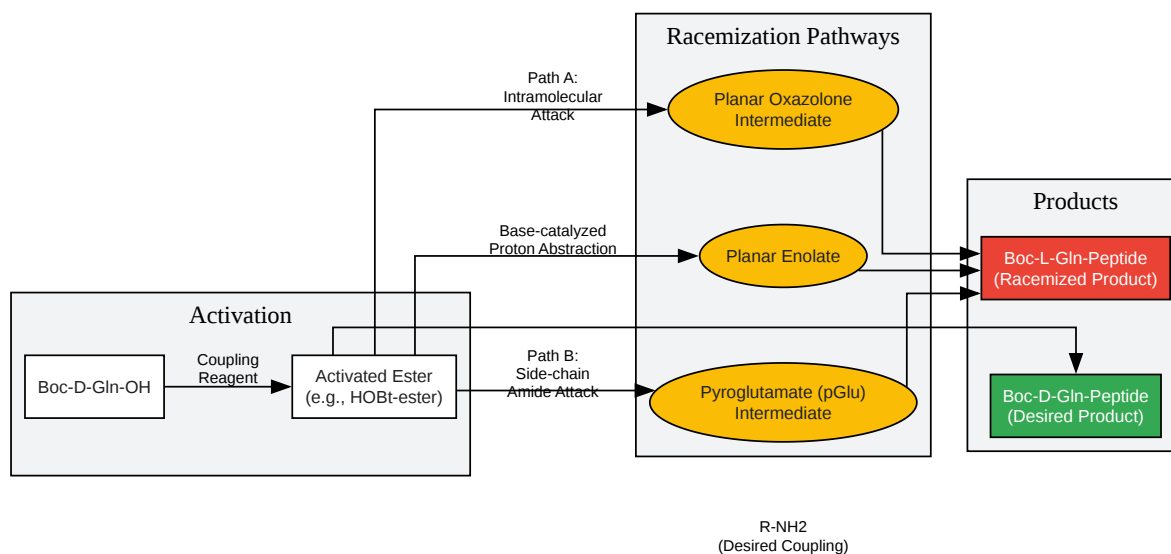 Racemization Pathways
Path A:
Intramolecular
Attack
Planar Oxazolone
Intermediate
Products
Base-catalyzed
Proton Abstraction
Planar Enolate
Boc-L-Gln-Peptide
(Racemized Product)
Activation
Boc-D-Gln-OH
Coupling
Reagent
Activated Ester
(e.g., HOBt-ester)
Path B:
Side-chain
Amide Attack
Pyroglutamate (pGlu)
Intermediate
Boc-D-Gln-Peptide
(Desired Product)
R-NH2
(Desired Coupling)